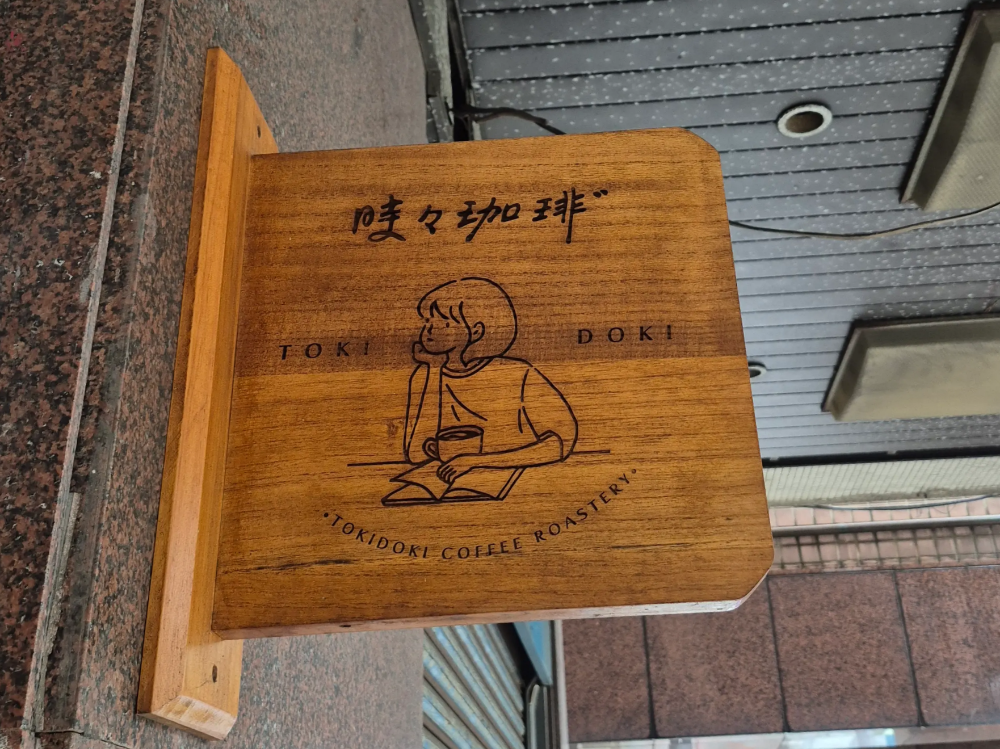 時々珈琲
TOKI DOKI
•TOKIDOKI COFFEE ROASTERY•